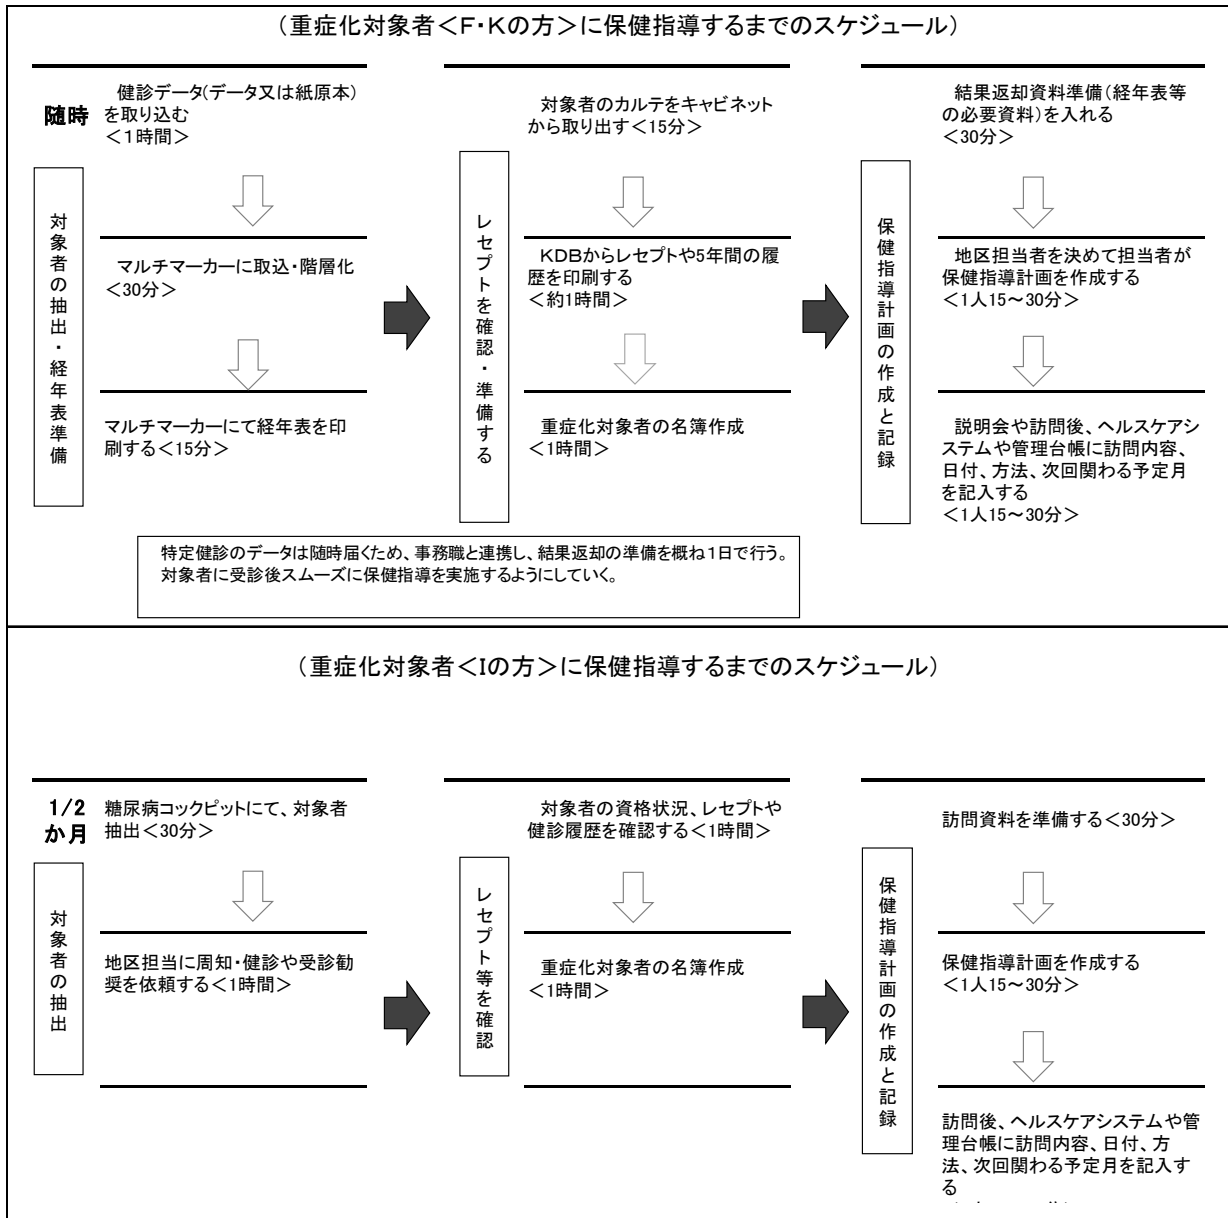 （重症化対象者＜F・Kの方＞に保健指導するまでのスケジュール）
随時
健診データ(データ又は紙原本)
を取り込む
＜１時間＞
対象者の抽出・経年表準備
マルチマーカーに取込・階層化
＜30分＞
マルチマーカーにて経年表を印
刷する＜15分＞
対象者のカルテをキャビネット
から取り出す＜15分＞
レセプトを確認・準備する
KDBからレセプトや5年間の履
歴を印刷する
＜約1時間＞
重症化対象者の名簿作成
＜1時間＞
結果返却資料準備(経年表等
の必要資料)を入れる
＜30分＞
保健指導計画の作成と記録
地区担当者を決めて担当者が
保健指導計画を作成する
＜1人15～30分＞
説明会や訪問後、ヘルスケアシ
ステムや管理台帳に訪問内容、
日付、方法、次回関わる予定月
を記入する
＜1人15～30分＞
特定健診のデータは随時届くため、事務職と連携し、結果返却の準備を概ね１日で行う。
対象者に受診後スムーズに保健指導を実施するようにしていく。
（重症化対象者＜Iの方＞に保健指導するまでのスケジュール）
1/2
か月
糖尿病コックピットにて、対象者
抽出＜30分＞
対象者の抽出
地区担当に周知・健診や受診勧
奨を依頼する＜1時間＞
対象者の資格状況、レセプトや
健診履歴を確認する＜1時間＞
レセプト等を確認
重症化対象者の名簿作成
＜1時間＞
訪問資料を準備する＜30分＞
保健指導計画の作成と記録
保健指導計画を作成する
＜1人15～30分＞
訪問後、ヘルスケアシステムや管
理台帳に訪問内容、日付、方
法、次回関わる予定月を記入す
る